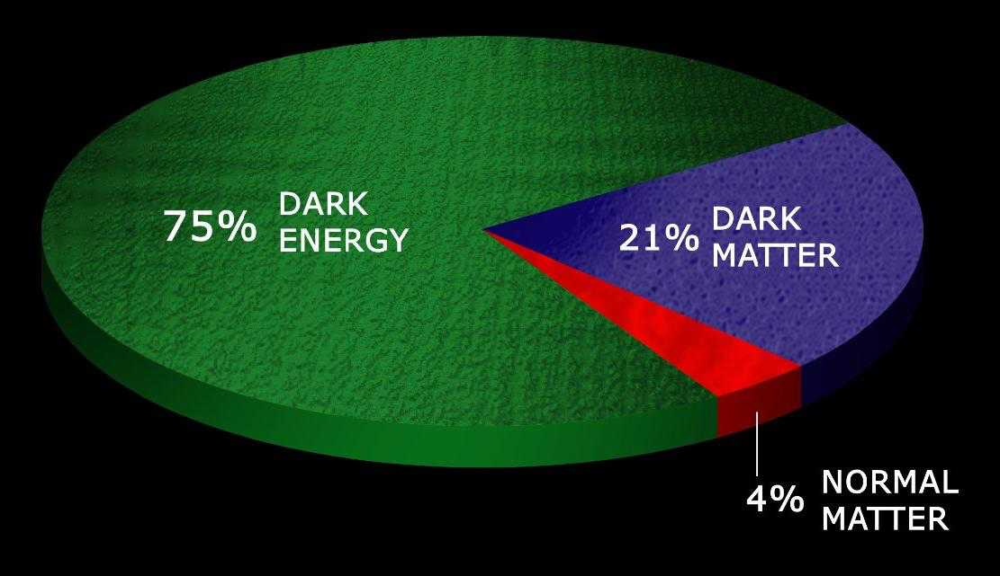 75% DARK
ENERGY
21% DARK
MATTER
4% NORMAL
MATTER